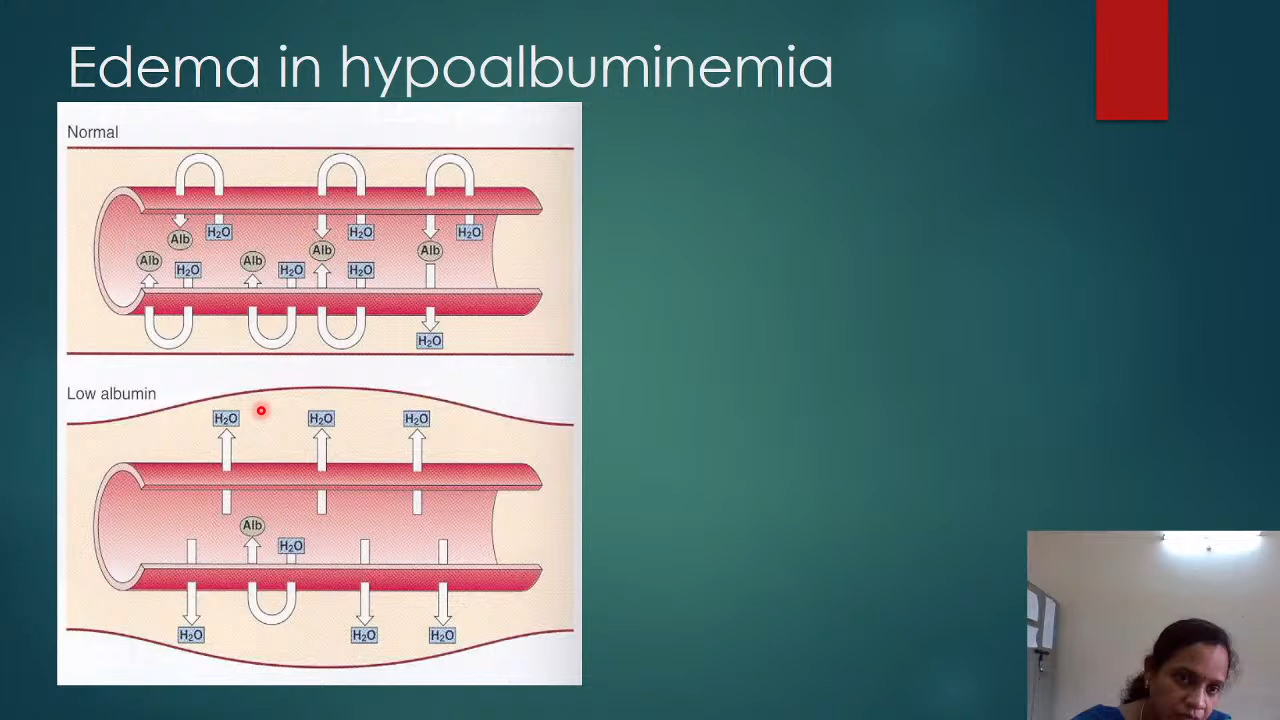 Edema in hypoalbuminemia
Normal
H₂O H₂O H₂O
Alb Alb Alb
Alb H₂O Alb H₂O H₂O
H₂O
Low albumin
H₂O H₂O H₂O
Alb H₂O
H₂O H₂O H₂O